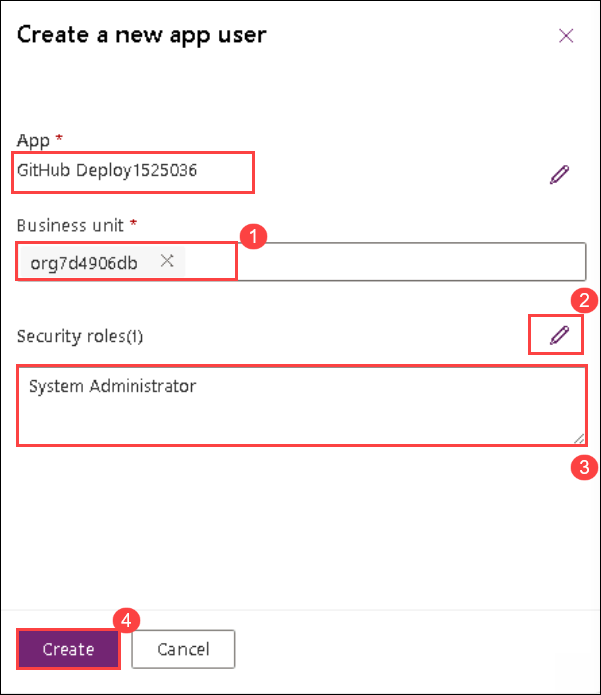 Create a new app user
App *
GitHub Deploy1525036
Business unit *
1
org7d4906db
2
Security roles(1)
System Administrator
3
4
Create Cancel